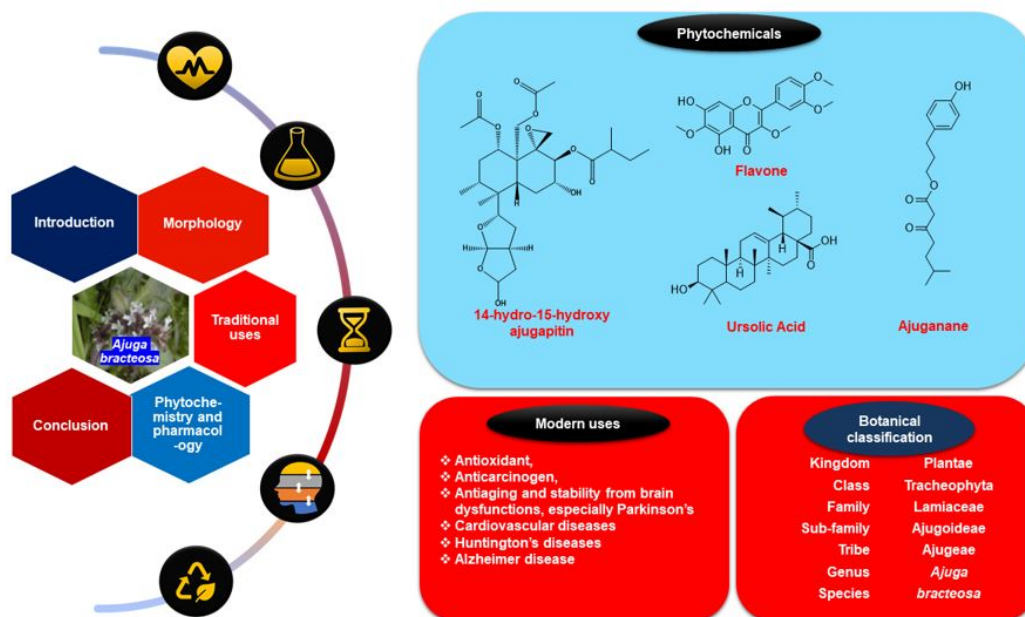 Introduction
Morphology
Ajuga
bracteosa
Traditional
uses
Conclusion
Phytoche-
mistry and
pharmacol
-ogy
Phytochemicals
O
O
O
O
O
O
O
OH
H
O
H
H
O
OH
14-hydro-15-hydroxy
ajugapitin
HO
O
O
OH
O
O
O
O
Flavone
HO
H
H
H
O
OH
Ursolic Acid
OH
O
O
O
Ajuganane
Modern uses
❖ Antioxidant,
❖ Anticarcinogen,
❖ Antiaging and stability from brain
dysfunctions, especially Parkinson's
❖ Cardiovascular diseases
❖ Huntington's diseases
❖ Alzheimer disease
Botanical
classification
Kingdom Plantae
Class Tracheophyta
Family Lamiaceae
Sub-family Ajugoideae
Tribe Ajugeae
Genus Ajuga
Species bracteosa